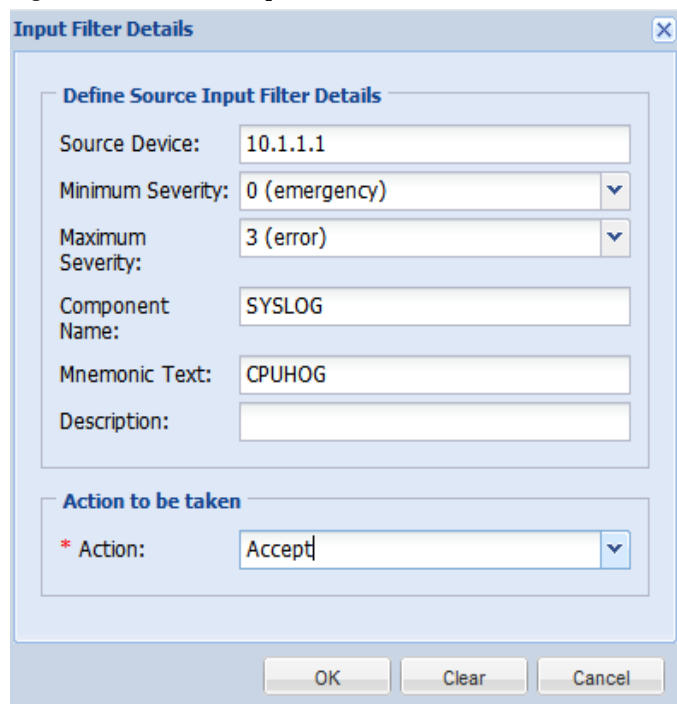 Input Filter Details
Define Source Input Filter Details
Source Device: 10.1.1.1
Minimum Severity: 0 (emergency)
Maximum Severity: 3 (error)
Component Name: SYSLOG
Mnemonic Text: CPUHOG
Description:
Action to be taken
* Action: Accept
OK Clear Cancel